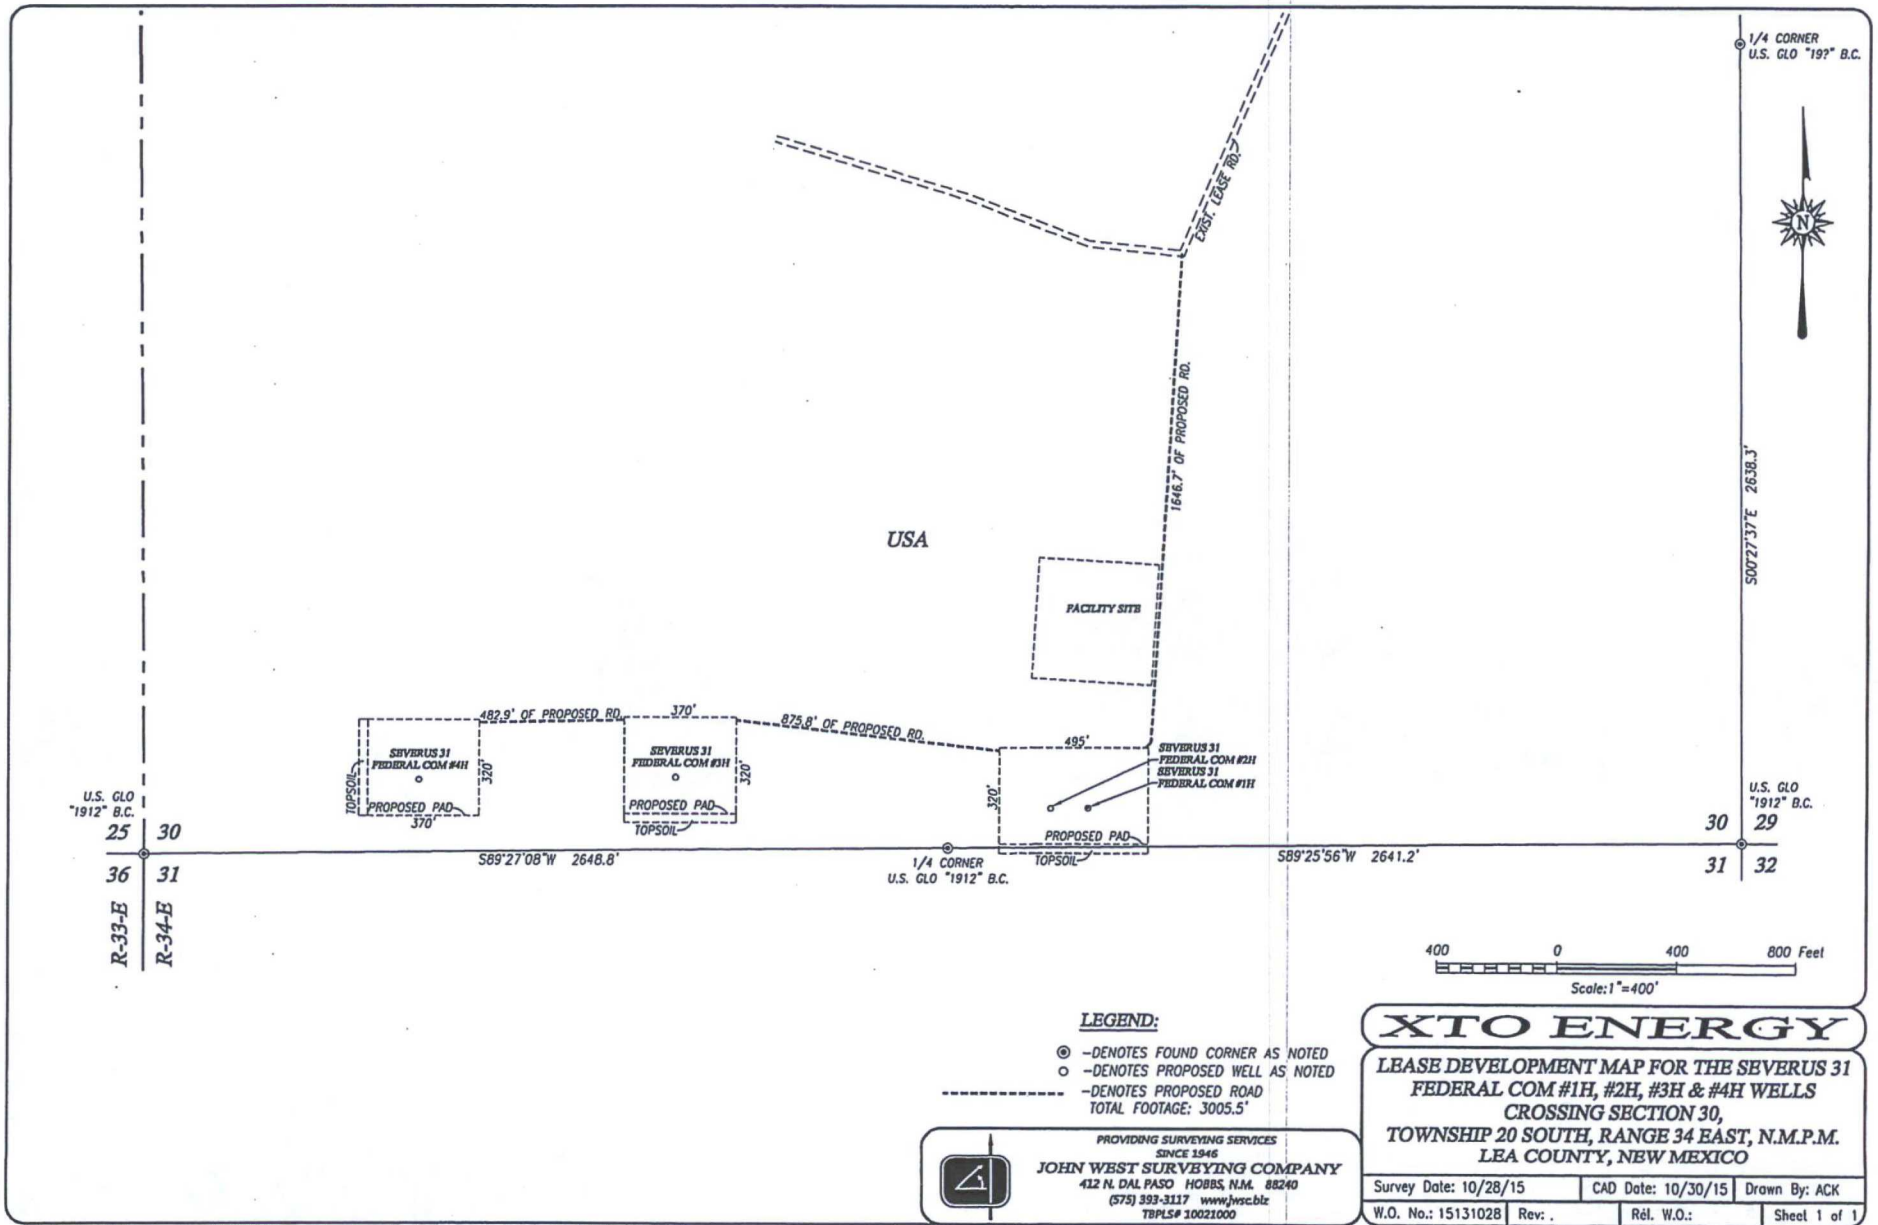 1/4 CORNER
U.S. GLO "19?" B.C.
N
EXIST. LEASE RD.
1646.7' OF PROPOSED RD.
S00°27'37"E 2638.3'
USA
FACILITY SITE
482.9' OF PROPOSED RD.
370'
875.8' OF PROPOSED RD.
495'
SEVERUS 31
FEDERAL COM #4H
320'
TOPSOIL
PROPOSED PAD
370'
SEVERUS 31
FEDERAL COM #3H
320'
PROPOSED PAD
TOPSOIL
SEVERUS 31
FEDERAL COM #2H
SEVERUS 31
FEDERAL COM #1H
320'
PROPOSED PAD
TOPSOIL
U.S. GLO
"1912" B.C.
25 30
36 31
R-33-E
R-34-E
S89°27'08"W 2648.8'
1/4 CORNER
U.S. GLO "1912" B.C.
S89°25'56"W 2641.2'
U.S. GLO
"1912" B.C.
30 29
31 32
400 0 400 800 Feet
Scale:1"=400'
LEGEND:
-DENOTES FOUND CORNER AS NOTED
-DENOTES PROPOSED WELL AS NOTED
-DENOTES PROPOSED ROAD
TOTAL FOOTAGE: 3005.5'
PROVIDING SURVEYING SERVICES
SINCE 1946
JOHN WEST SURVEYING COMPANY
412 N. DAL PASO HOBBS, N.M. 88240
(575) 393-3117 www.jwsc.biz
TBPLS# 10021000
XTO ENERGY
LEASE DEVELOPMENT MAP FOR THE SEVERUS 31
FEDERAL COM #1H, #2H, #3H & #4H WELLS
CROSSING SECTION 30,
TOWNSHIP 20 SOUTH, RANGE 34 EAST, N.M.P.M.
LEA COUNTY, NEW MEXICO
Survey Date: 10/28/15 CAD Date: 10/30/15 Drawn By: ACK
W.O. No.: 15131028 Rev: . Rel. W.O.: Sheet 1 of 1